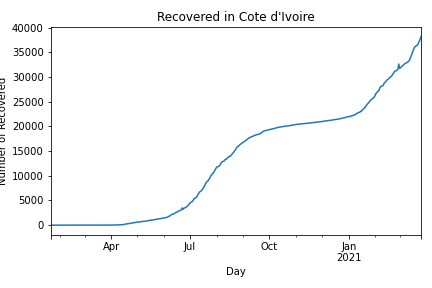 Recovered in Cote d'Ivoire
40000
35000
30000
25000
20000
15000
10000
5000
0
Number of Recovered
Apr
Jul
Oct
Jan
2021
Day